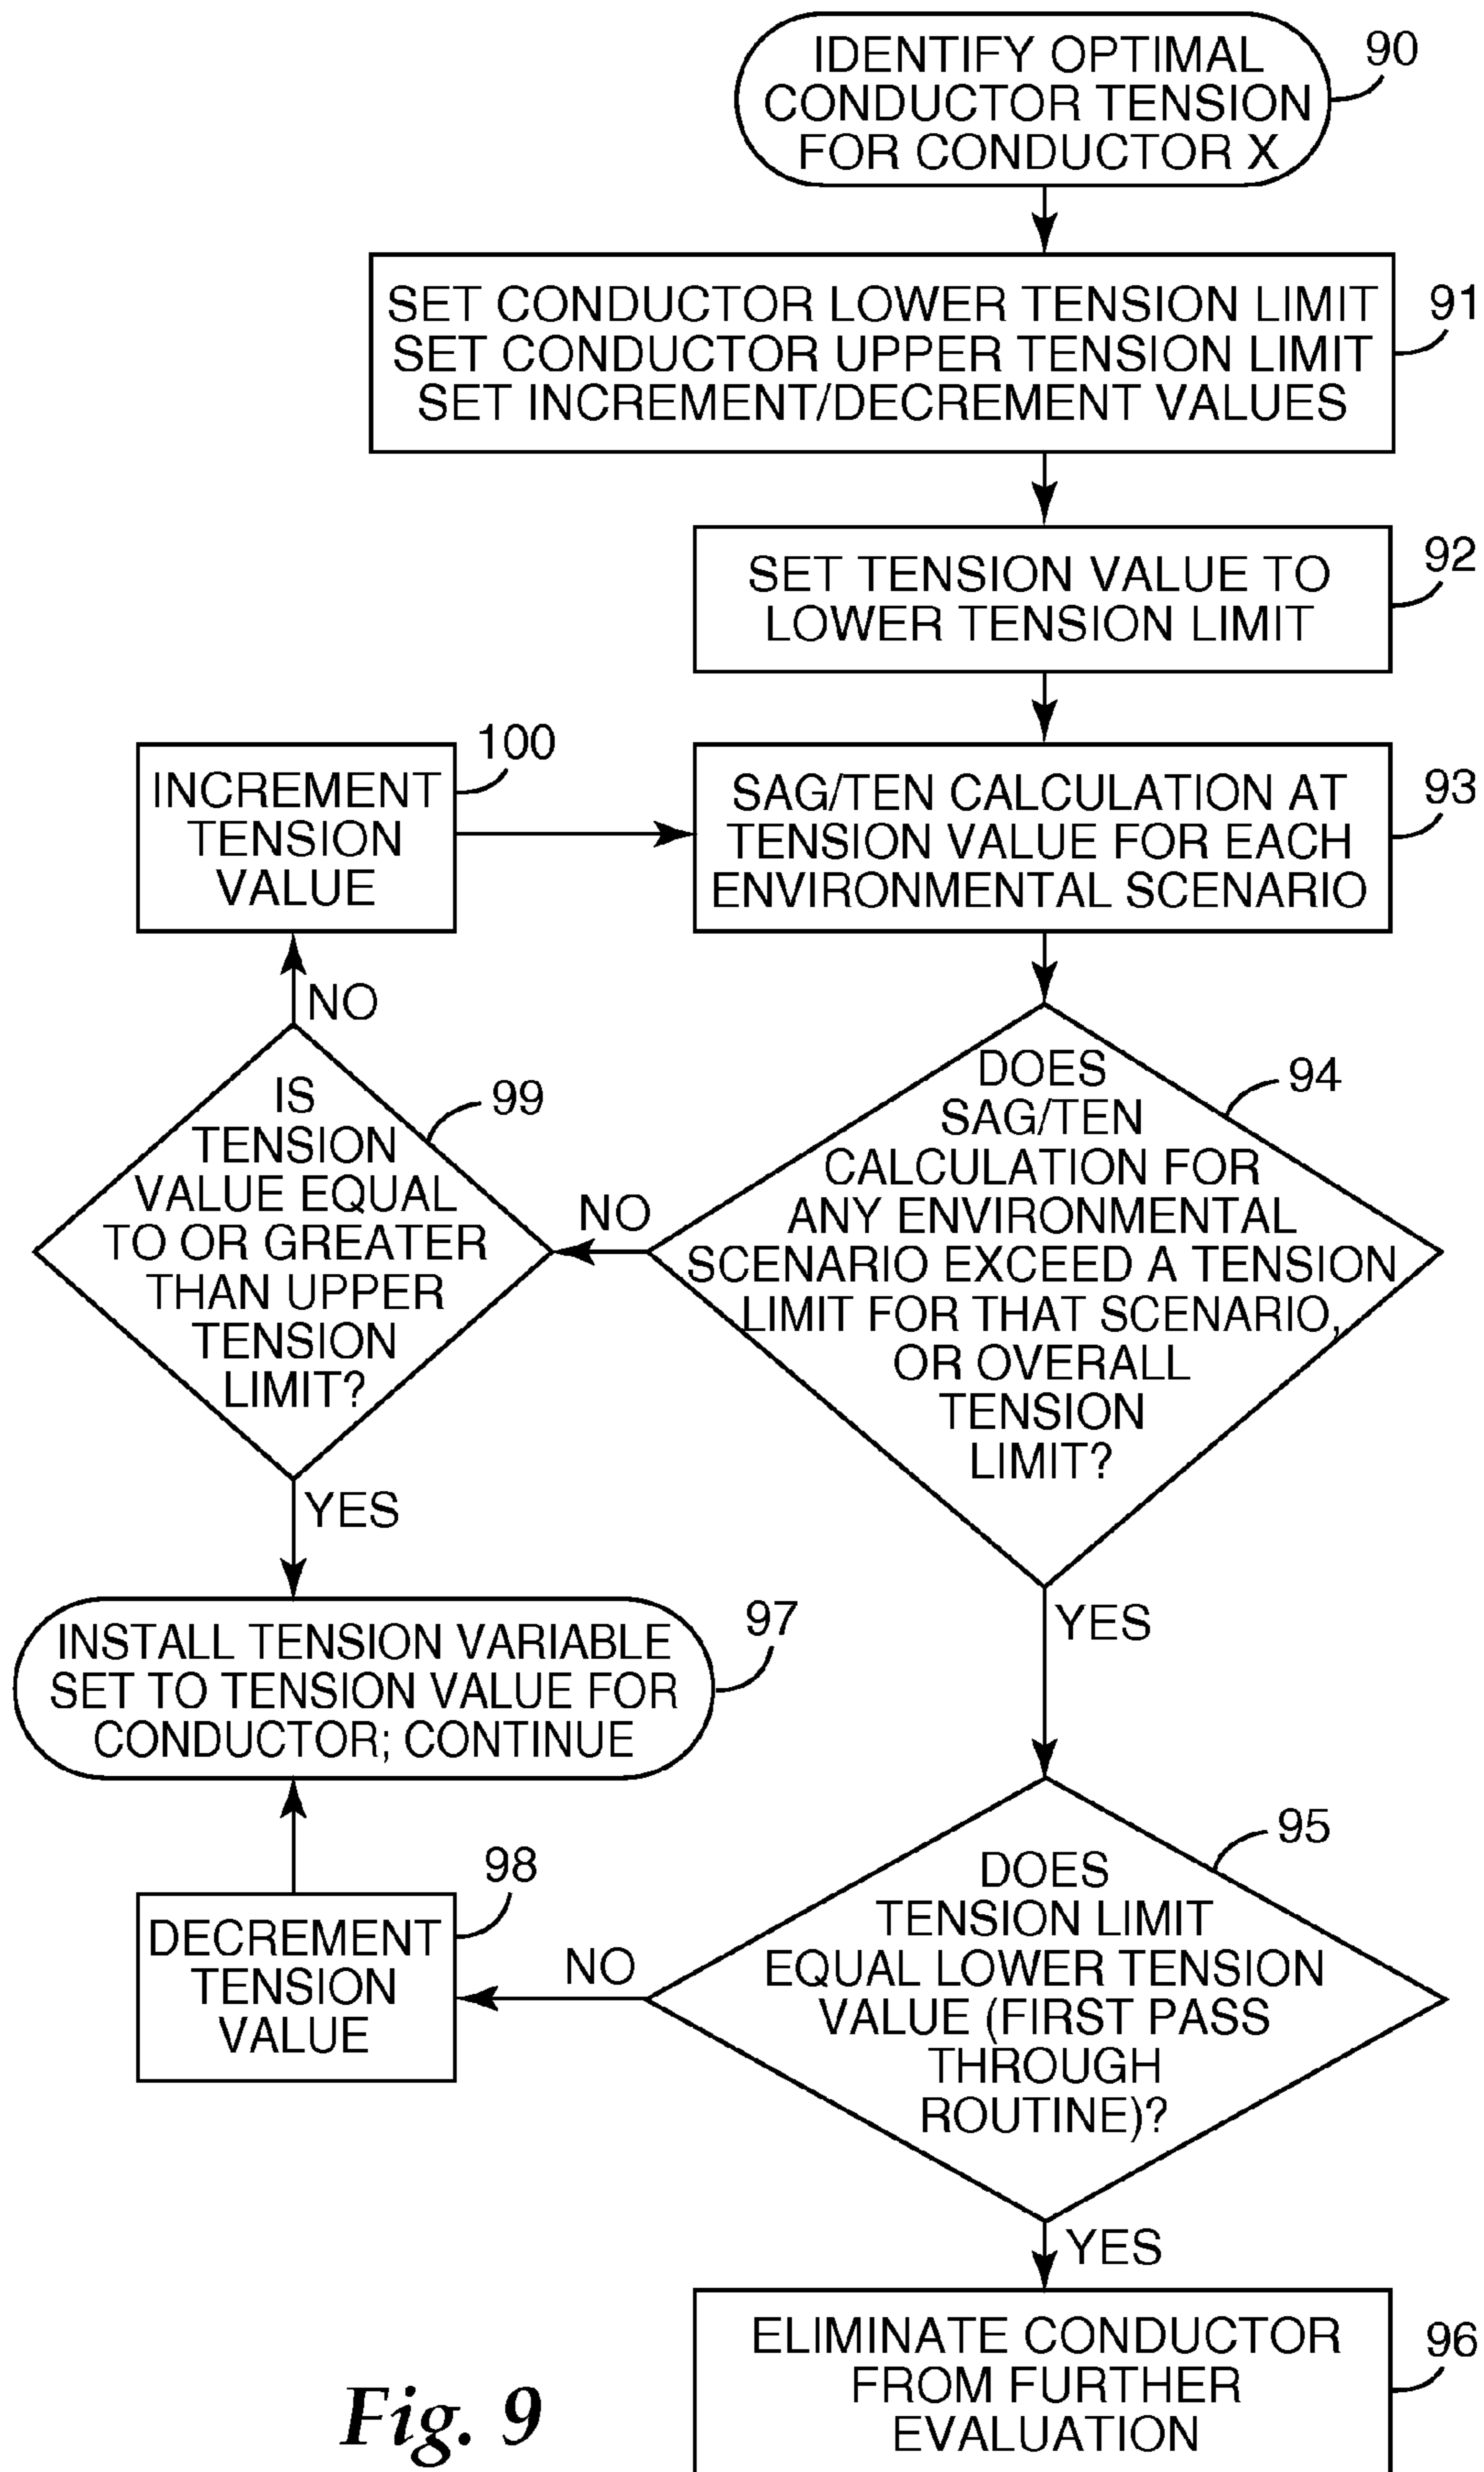 IDENTIFY OPTIMAL
CONDUCTOR TENSION
FOR CONDUCTOR X
90
SET CONDUCTOR LOWER TENSION LIMIT
SET CONDUCTOR UPPER TENSION LIMIT
SET INCREMENT/DECREMENT VALUES
91
SET TENSION VALUE TO
LOWER TENSION LIMIT
92
INCREMENT
TENSION
VALUE
100
SAG/TEN CALCULATION AT
TENSION VALUE FOR EACH
ENVIRONMENTAL SCENARIO
93
NO
IS
TENSION
VALUE EQUAL
TO OR GREATER
THAN UPPER
TENSION
LIMIT?
99
NO
DOES
SAG/TEN
CALCULATION FOR
ANY ENVIRONMENTAL
SCENARIO EXCEED A TENSION
LIMIT FOR THAT SCENARIO,
OR OVERALL
TENSION
LIMIT?
94
YES
YES
INSTALL TENSION VARIABLE
SET TO TENSION VALUE FOR
CONDUCTOR; CONTINUE
97
DECREMENT
TENSION
VALUE
98
NO
DOES
TENSION LIMIT
EQUAL LOWER TENSION
VALUE (FIRST PASS
THROUGH
ROUTINE)?
95
YES
ELIMINATE CONDUCTOR
FROM FURTHER
EVALUATION
96
Fig. 9